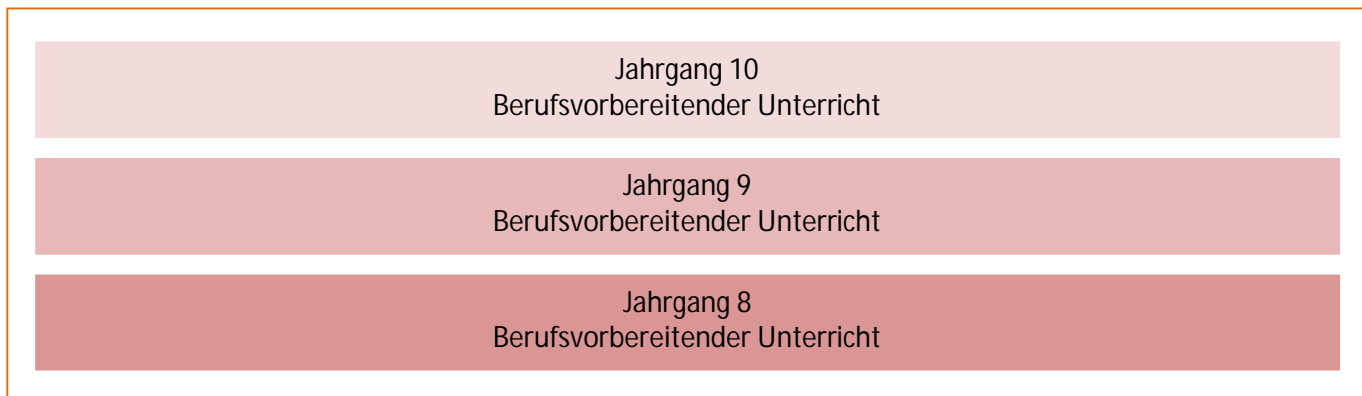 Jahrgang 10
Berufsvorbereitender Unterricht
Jahrgang 9
Berufsvorbereitender Unterricht
Jahrgang 8
Berufsvorbereitender Unterricht